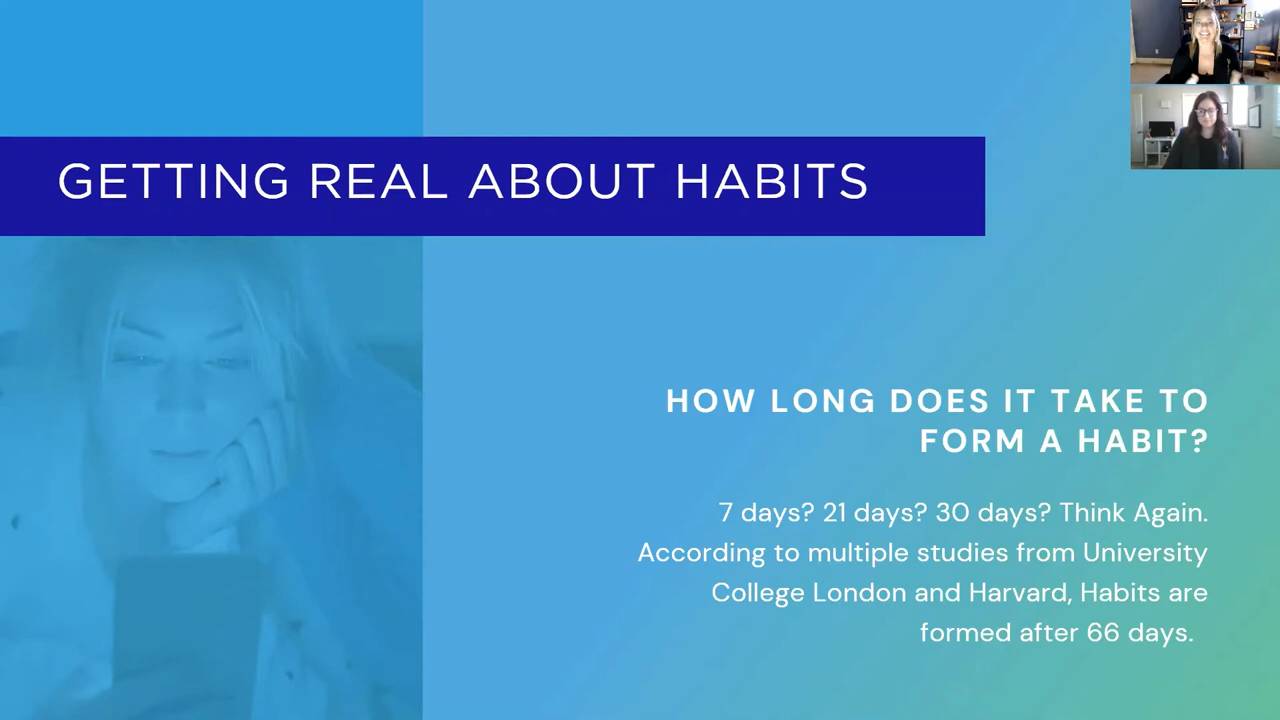 GETTING REAL ABOUT HABITS
HOW LONG DOES IT TAKE TO
FORM A HABIT?
7 days? 21 days? 30 days? Think Again.
According to multiple studies from University
College London and Harvard, Habits are
formed after 66 days.